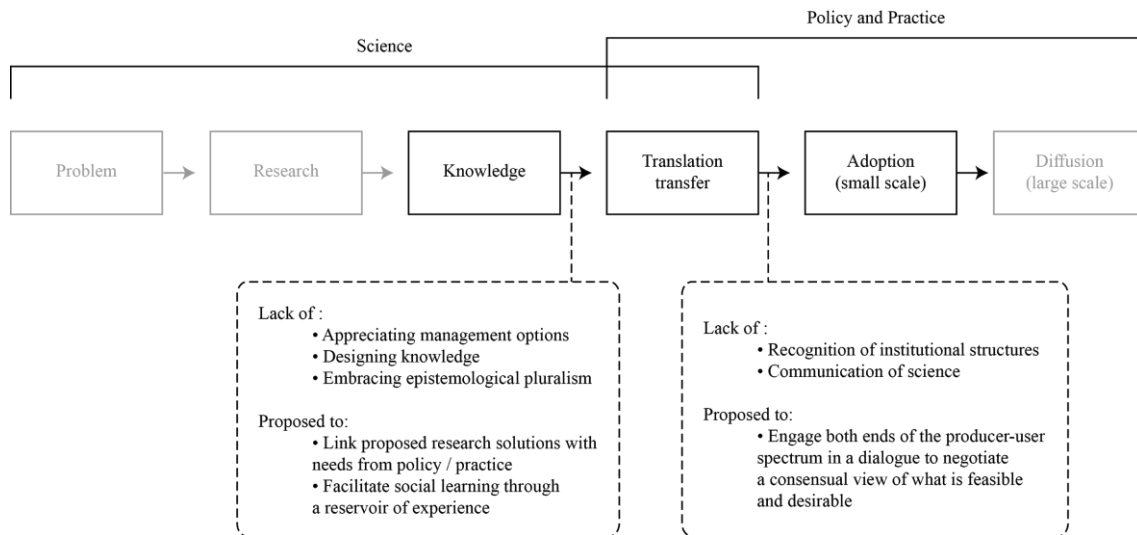 Policy and Practice
Science
Problem
Research
Knowledge
Translation
transfer
Adoption
(small scale)
Diffusion
(large scale)
Lack of :
• Appreciating management options
• Designing knowledge
• Embracing epistemological pluralism
Proposed to:
• Link proposed research solutions with
needs from policy / practice
• Facilitate social learning through
a reservoir of experience
Lack of :
• Recognition of institutional structures
• Communication of science
Proposed to:
• Engage both ends of the producer-user
spectrum in a dialogue to negotiate
a consensual view of what is feasible
and desirable